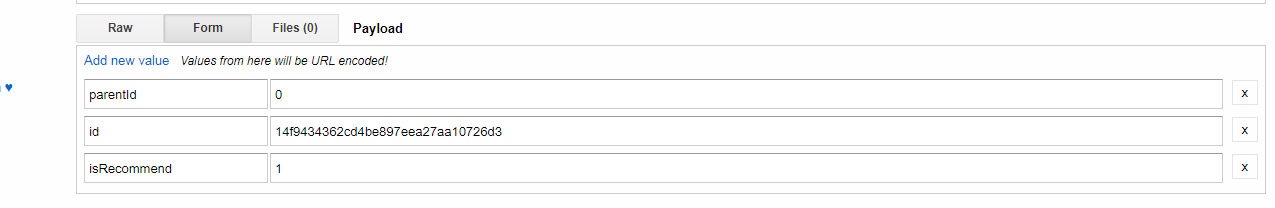 Raw Form Files (0) Payload
Add new value Values from here will be URL encoded!
♥
parentId 0 x
id 14f9434362cd4be897eea27aa10726d3 x
isRecommend 1 x